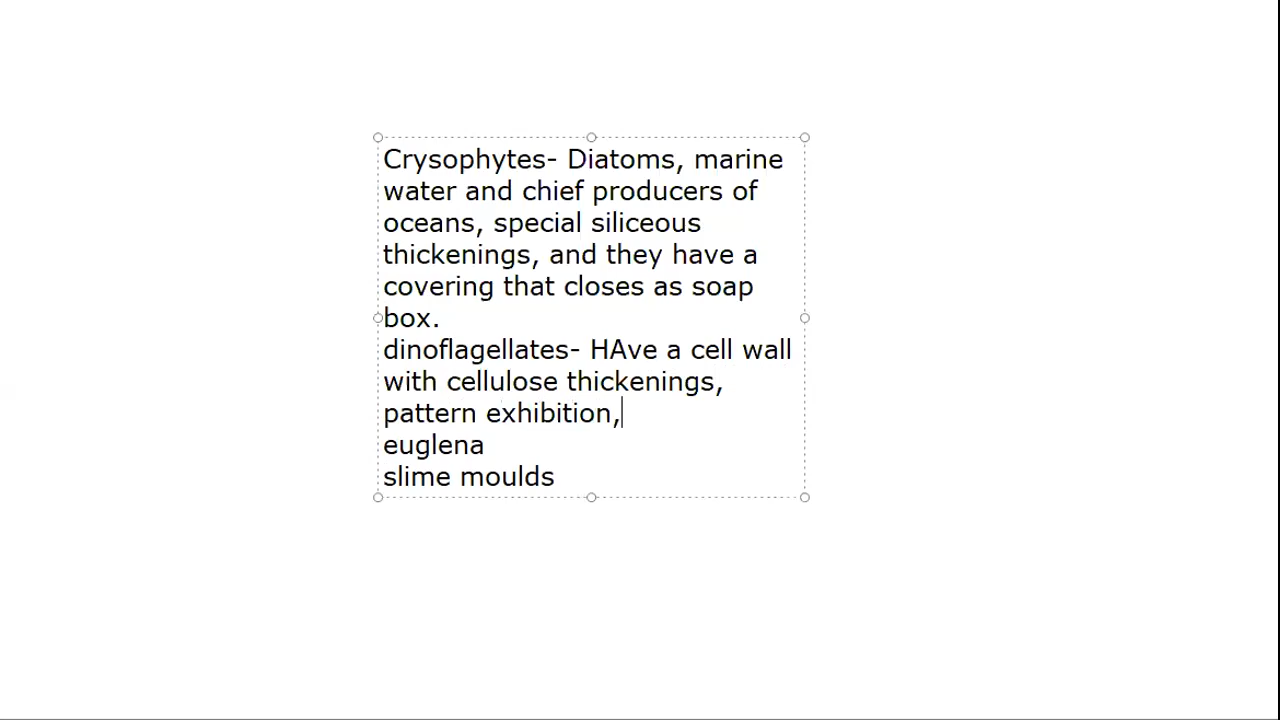 Crysophytes- Diatoms, marine
water and chief producers of
oceans, special siliceous
thickenings, and they have a
covering that closes as soap
box.
dinoflagellates- HAve a cell wall
with cellulose thickenings,
pattern exhibition,
euglena
slime moulds